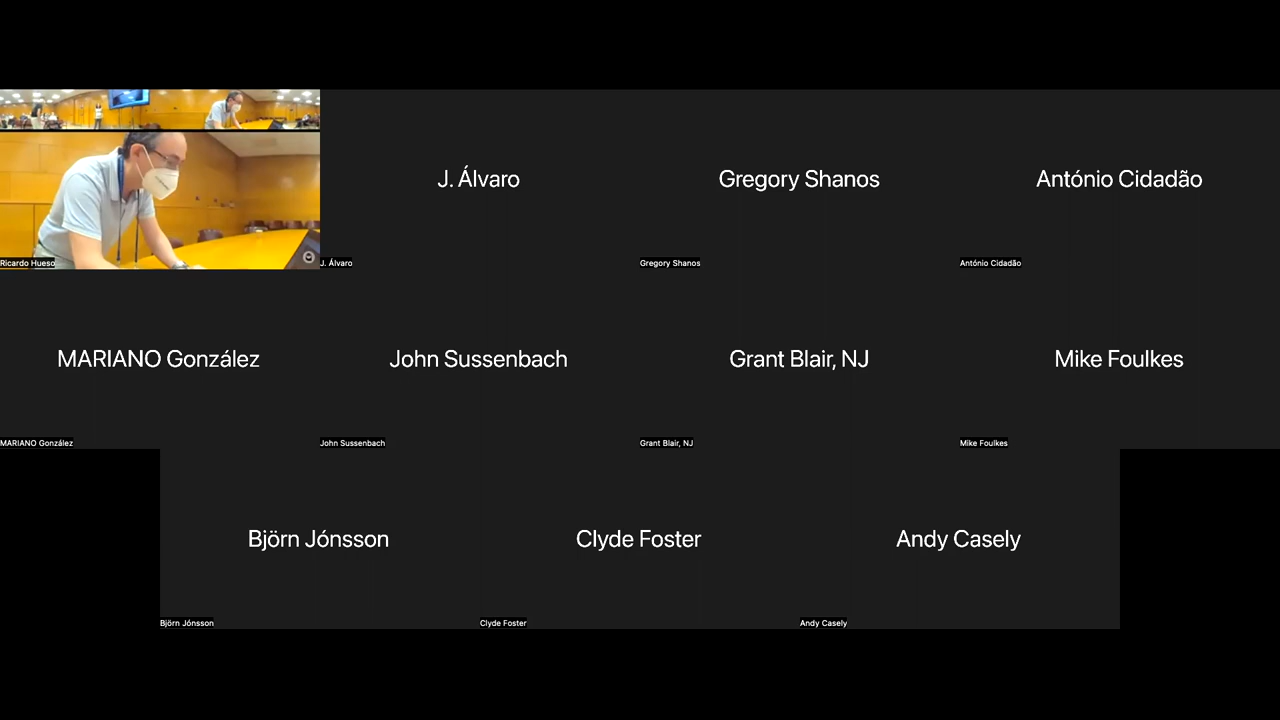 J. Álvaro
Gregory Shanos
António Cidadão
Ricardo Hueso
J. Álvaro
Gregory Shanos
António Cidadão
MARIANO González
John Sussenbach
Grant Blair, NJ
Mike Foulkes
MARIANO González
John Sussenbach
Grant Blair, NJ
Mike Foulkes
Björn Jónsson
Clyde Foster
Andy Casely
Björn Jónsson
Clyde Foster
Andy Casely